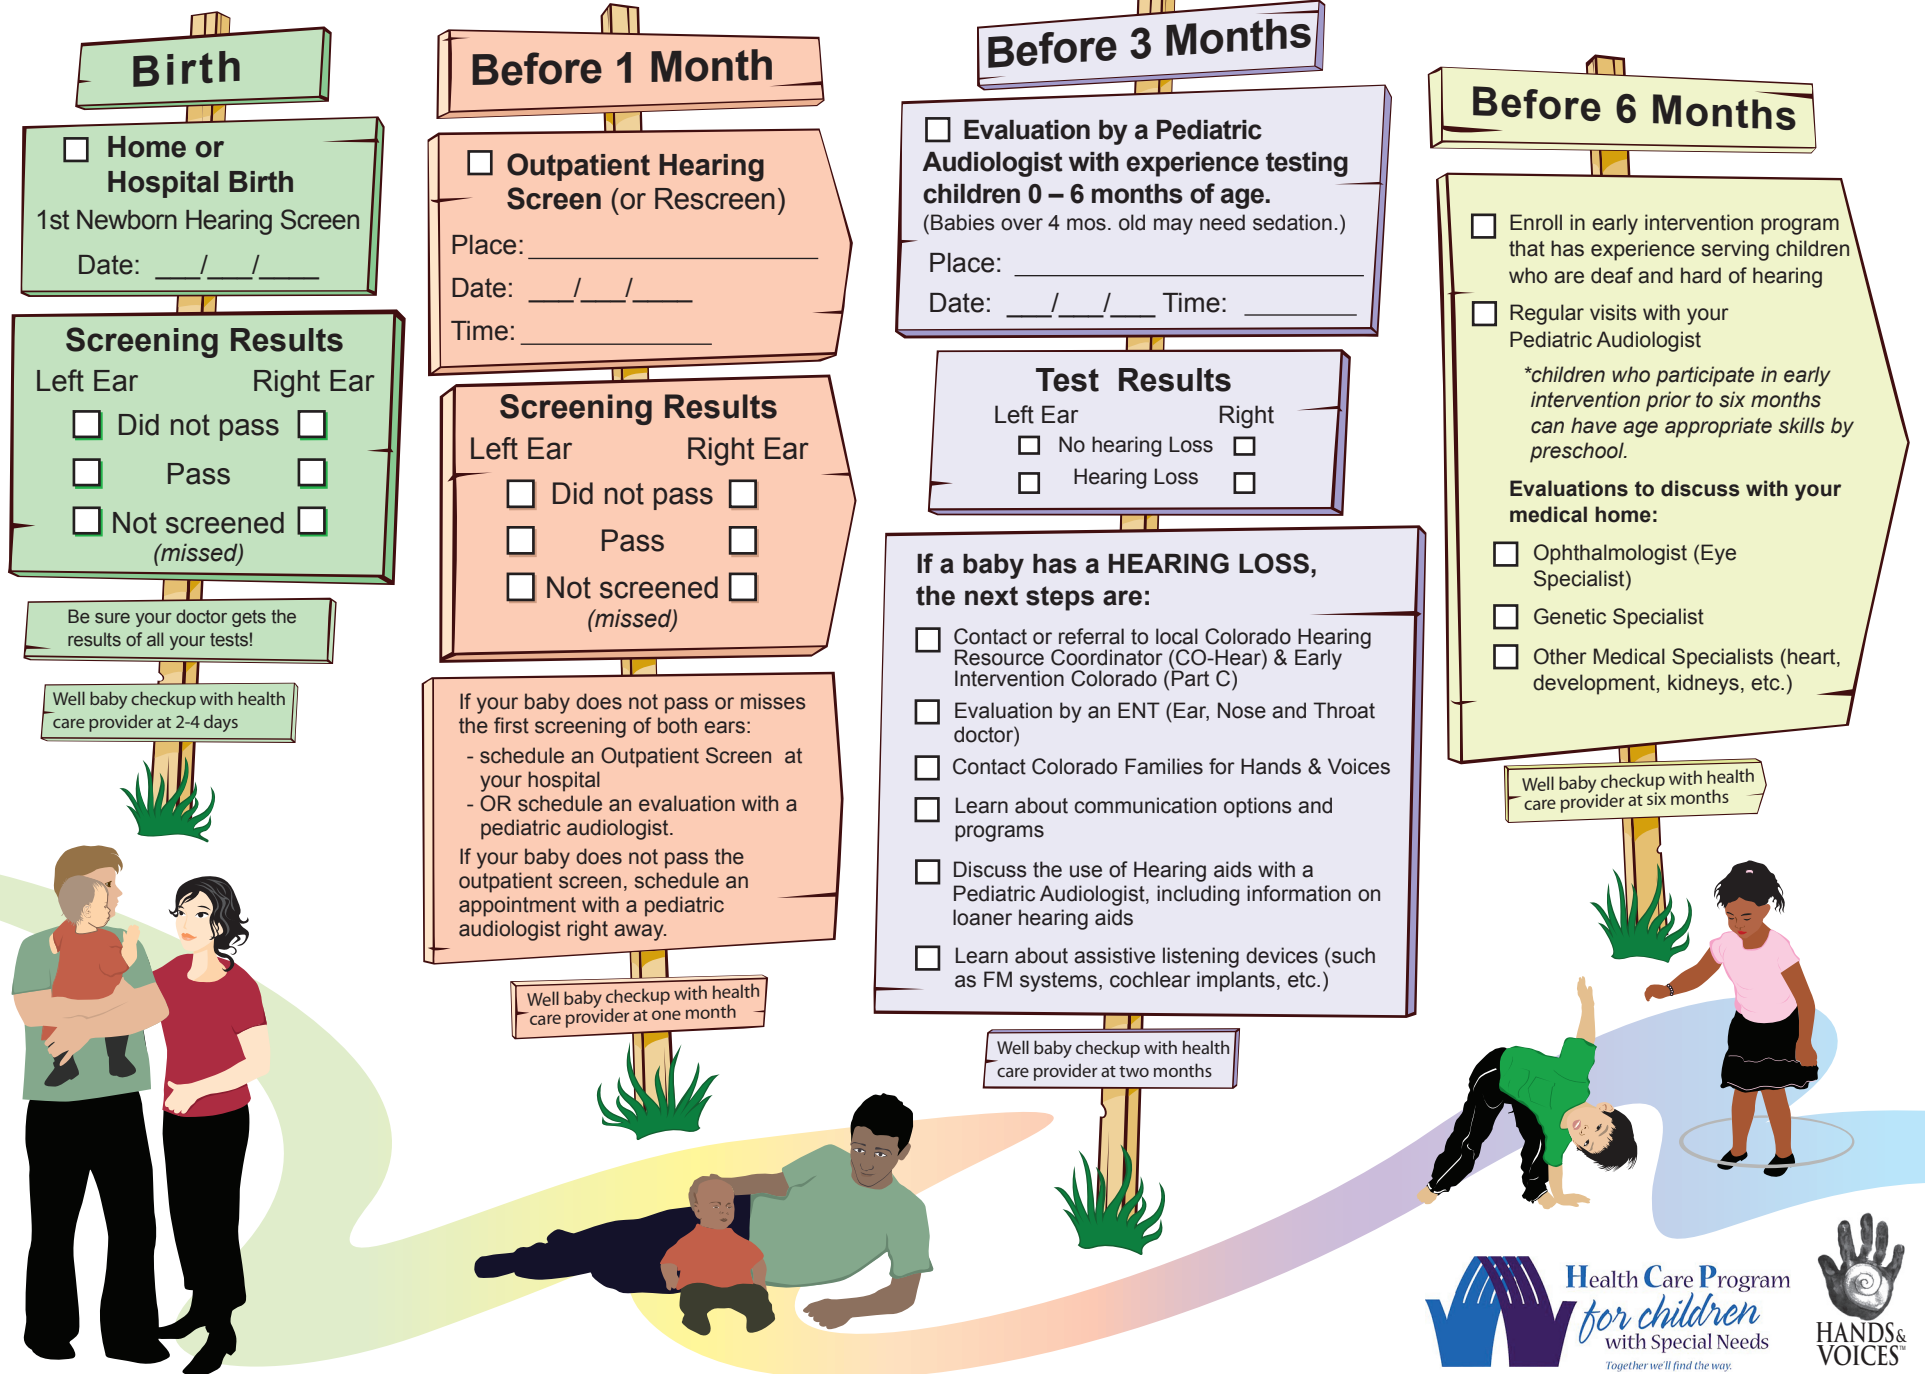 Birth
Home or
Hospital Birth
1st Newborn Hearing Screen
Date: ___/___/____
Screening Results
Left Ear Right Ear
Did not pass
Pass
Not screened
(missed)
Be sure your doctor gets the
results of all your tests!
Well baby checkup with health
care provider at 2-4 days
Before 1 Month
Outpatient Hearing
Screen (or Rescreen)
Place: ____________________
Date: ___/___/____
Time: _____________
Screening Results
Left Ear Right Ear
Did not pass
Pass
Not screened
(missed)
If your baby does not pass or misses
the first screening of both ears:
- schedule an Outpatient Screen at
your hospital
- OR schedule an evaluation with a
pediatric audiologist.
If your baby does not pass the
outpatient screen, schedule an
appointment with a pediatric
audiologist right away.
Well baby checkup with health
care provider at one month
Before 3 Months
Evaluation by a Pediatric
Audiologist with experience testing
children 0 – 6 months of age.
(Babies over 4 mos. old may need sedation.)
Place: ________________________
Date: ___/___/___ Time: ________
Test Results
Left Ear Right
No hearing Loss
Hearing Loss
If a baby has a HEARING LOSS,
the next steps are:
Contact or referral to local Colorado Hearing
Resource Coordinator (CO-Hear) & Early
Intervention Colorado (Part C)
Evaluation by an ENT (Ear, Nose and Throat
doctor)
Contact Colorado Families for Hands & Voices
Learn about communication options and
programs
Discuss the use of Hearing aids with a
Pediatric Audiologist, including information on
loaner hearing aids
Learn about assistive listening devices (such
as FM systems, cochlear implants, etc.)
Well baby checkup with health
care provider at two months
Before 6 Months
Enroll in early intervention program
that has experience serving children
who are deaf and hard of hearing
Regular visits with your
Pediatric Audiologist
*children who participate in early
intervention prior to six months
can have age appropriate skills by
preschool.
Evaluations to discuss with your
medical home:
Ophthalmologist (Eye
Specialist)
Genetic Specialist
Other Medical Specialists (heart,
development, kidneys, etc.)
Well baby checkup with health
care provider at six months
Health Care Program
for children
with Special Needs
Together we'll find the way.
HANDS&
VOICES™